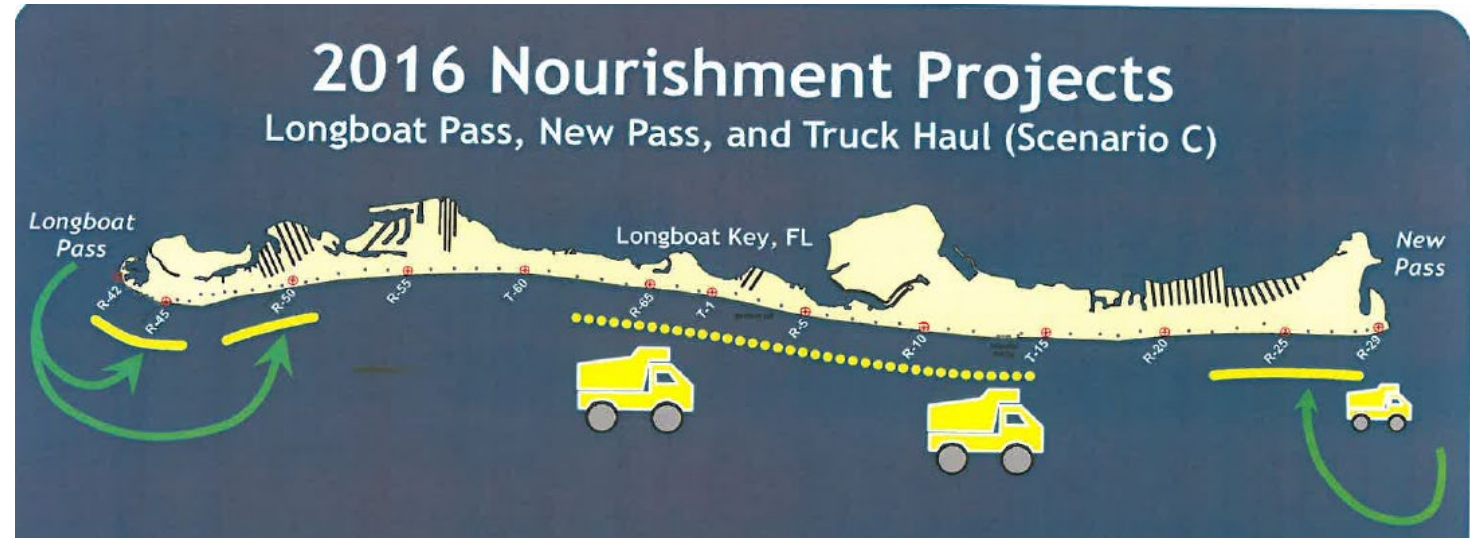 2016 Nourishment Projects
Longboat Pass, New Pass, and Truck Haul (Scenario C)
Longboat
Pass
Longboat Key, FL
New
Pass
R-42
R-45
R-50
R-55
T-60
R-65
T-1
R-5
R-10
T-15
R-20
R-25
R-29